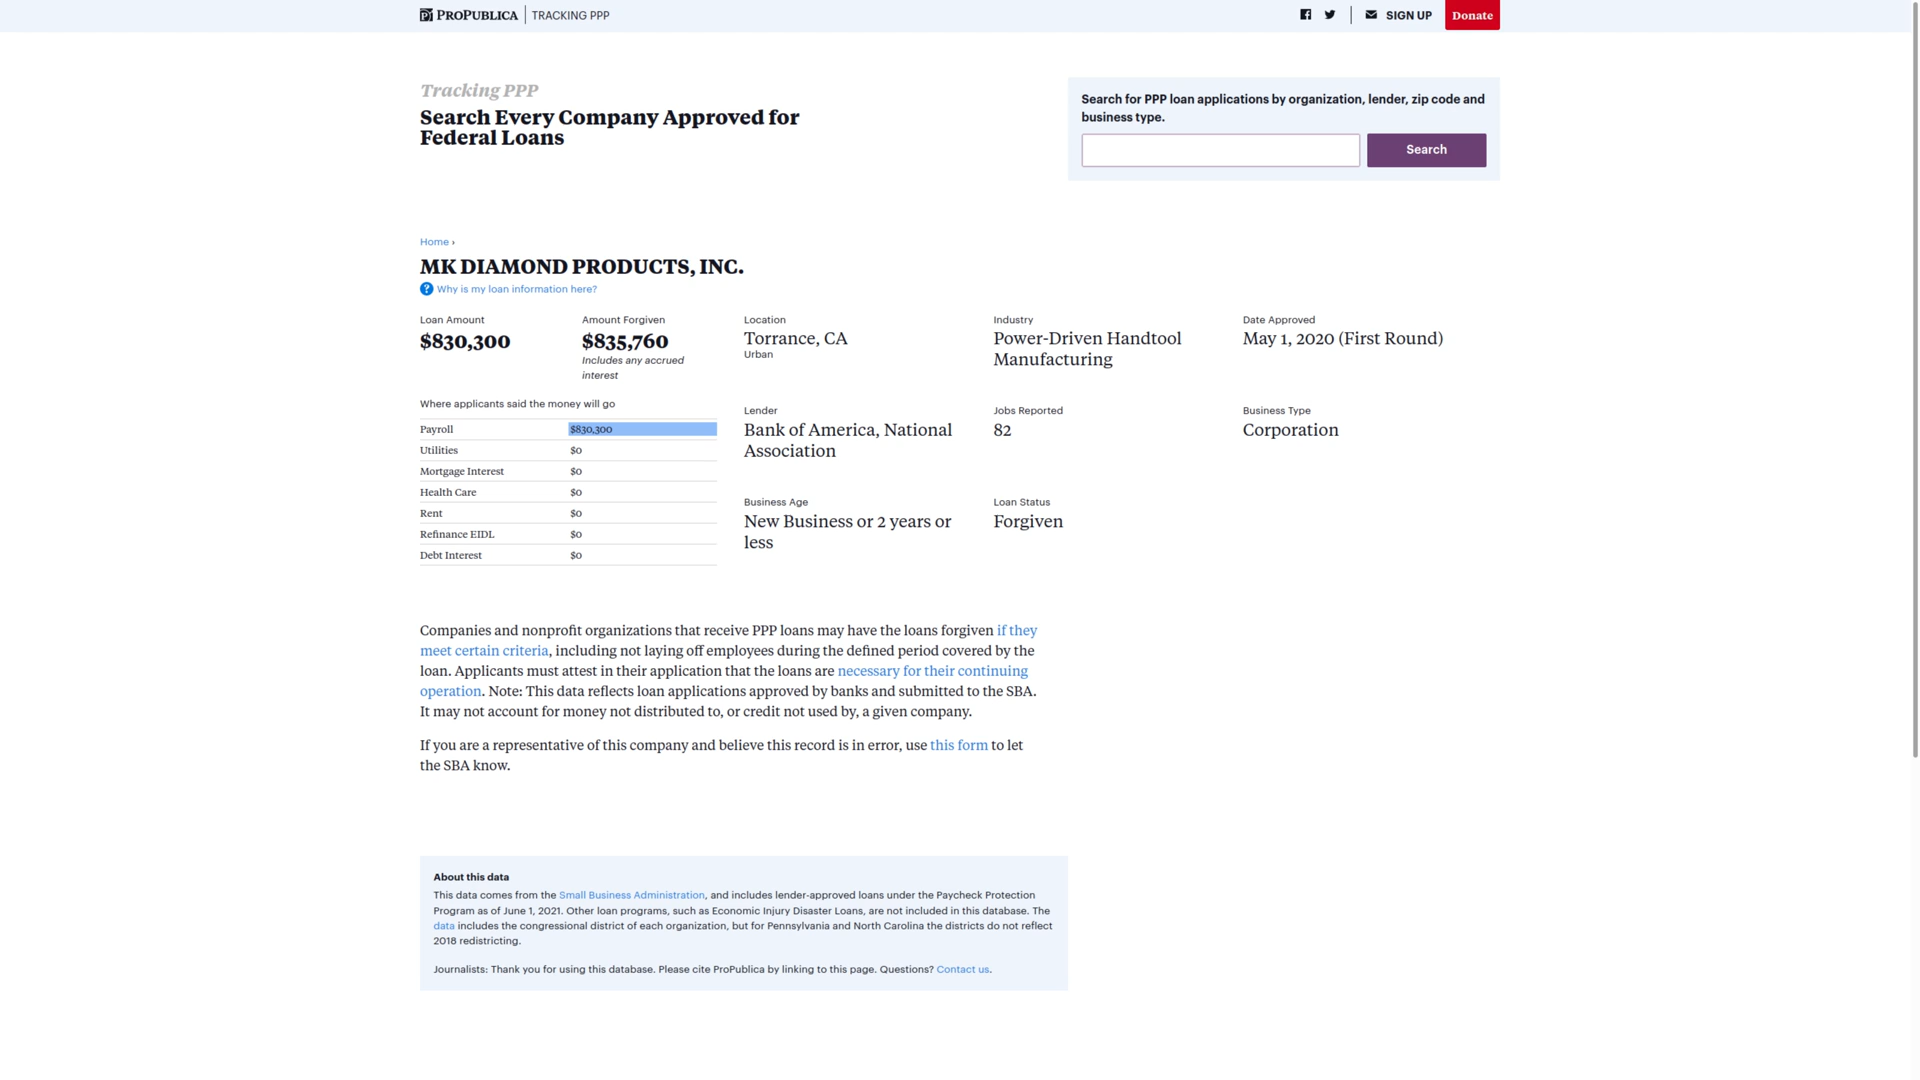 ProPublica TRACKING PPP
SIGN UP
Donate
Tracking PPP
Search Every Company Approved for
Federal Loans
Search for PPP loan applications by organization, lender, zip code and
business type.
Search
Home ›
MK DIAMOND PRODUCTS, INC.
? Why is my loan information here?
Loan Amount
$830,300
Amount Forgiven
$835,760
Includes any accrued
interest
Location
Torrance, CA
Urban
Industry
Power-Driven Handtool
Manufacturing
Date Approved
May 1, 2020 (First Round)
Where applicants said the money will go
Payroll $830,300
Utilities $0
Mortgage Interest $0
Health Care $0
Rent $0
Refinance EIDL $0
Debt Interest $0
Lender
Bank of America, National
Association
Jobs Reported
82
Business Type
Corporation
Business Age
New Business or 2 years or
less
Loan Status
Forgiven
Companies and nonprofit organizations that receive PPP loans may have the loans forgiven if they
meet certain criteria, including not laying off employees during the defined period covered by the
loan. Applicants must attest in their application that the loans are necessary for their continuing
operation. Note: This data reflects loan applications approved by banks and submitted to the SBA.
It may not account for money not distributed to, or credit not used by, a given company.
If you are a representative of this company and believe this record is in error, use this form to let
the SBA know.
About this data
This data comes from the Small Business Administration, and includes lender-approved loans under the Paycheck Protection
Program as of June 1, 2021. Other loan programs, such as Economic Injury Disaster Loans, are not included in this database. The
data includes the congressional district of each organization, but for Pennsylvania and North Carolina the districts do not reflect
2018 redistricting.
Journalists: Thank you for using this database. Please cite ProPublica by linking to this page. Questions? Contact us.